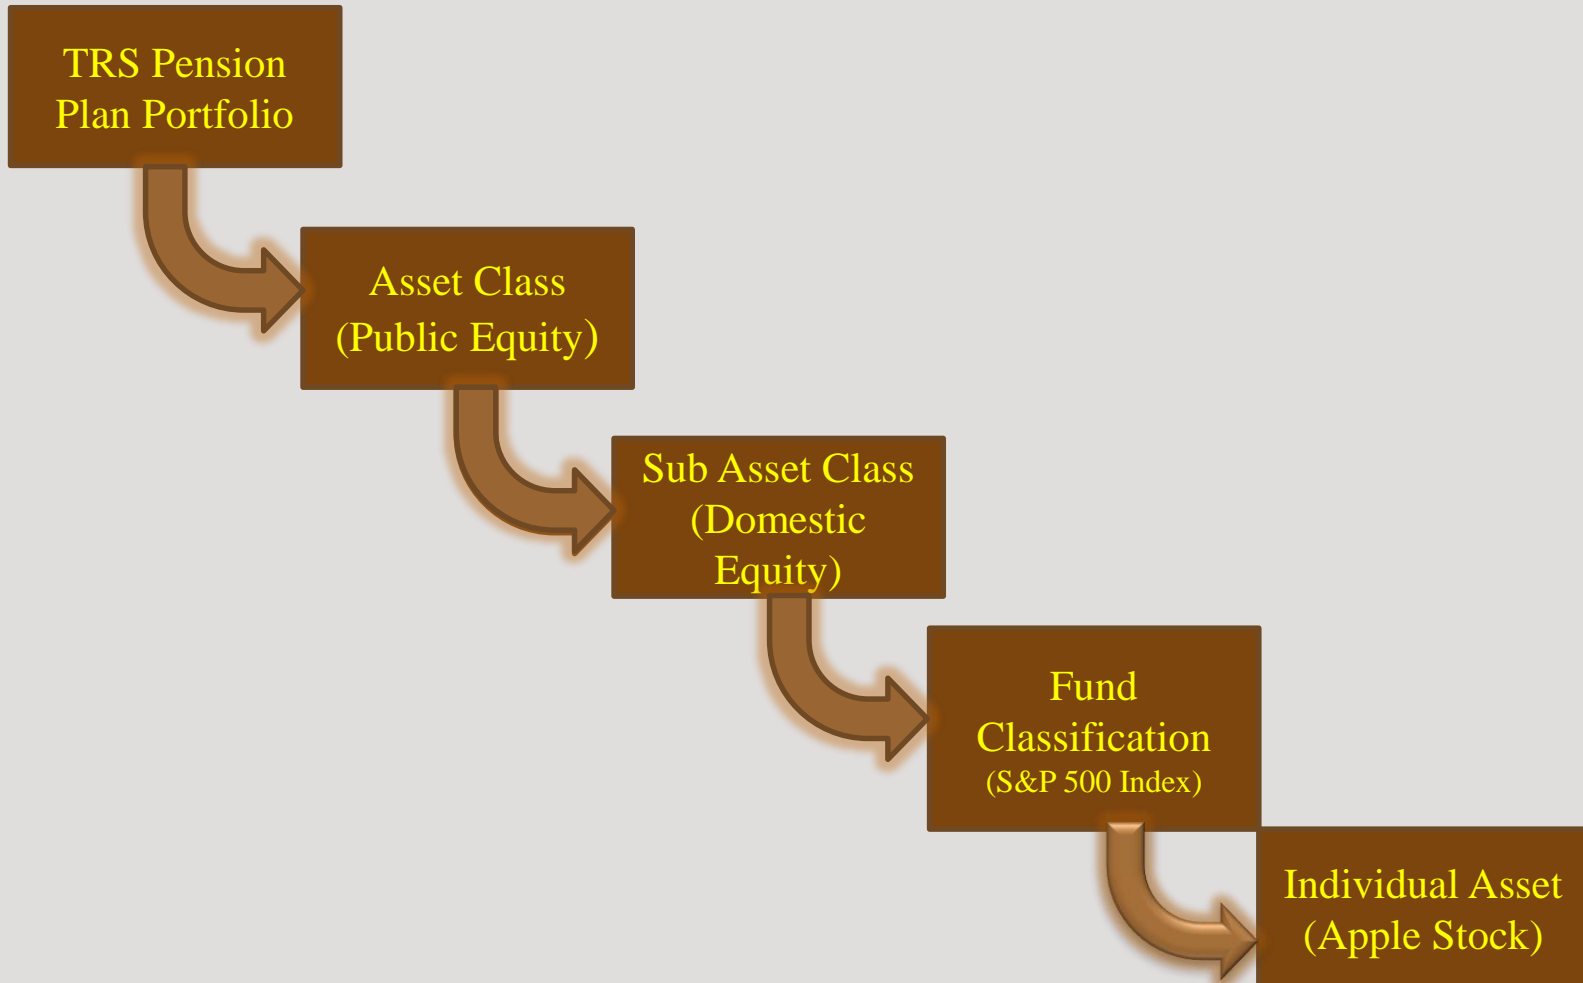 TRS Pension
Plan Portfolio
Asset Class
(Public Equity)
Sub Asset Class
(Domestic
Equity)
Fund
Classification
(S&P 500 Index)
Individual Asset
(Apple Stock)